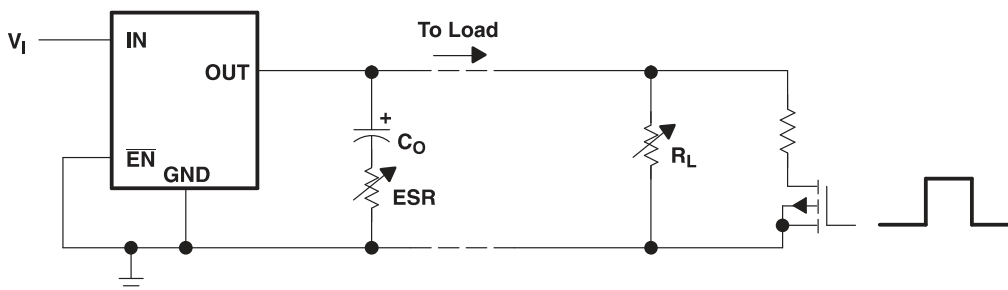 To Load
V_I
IN
OUT
+
C_O
EN
GND
ESR
R_L